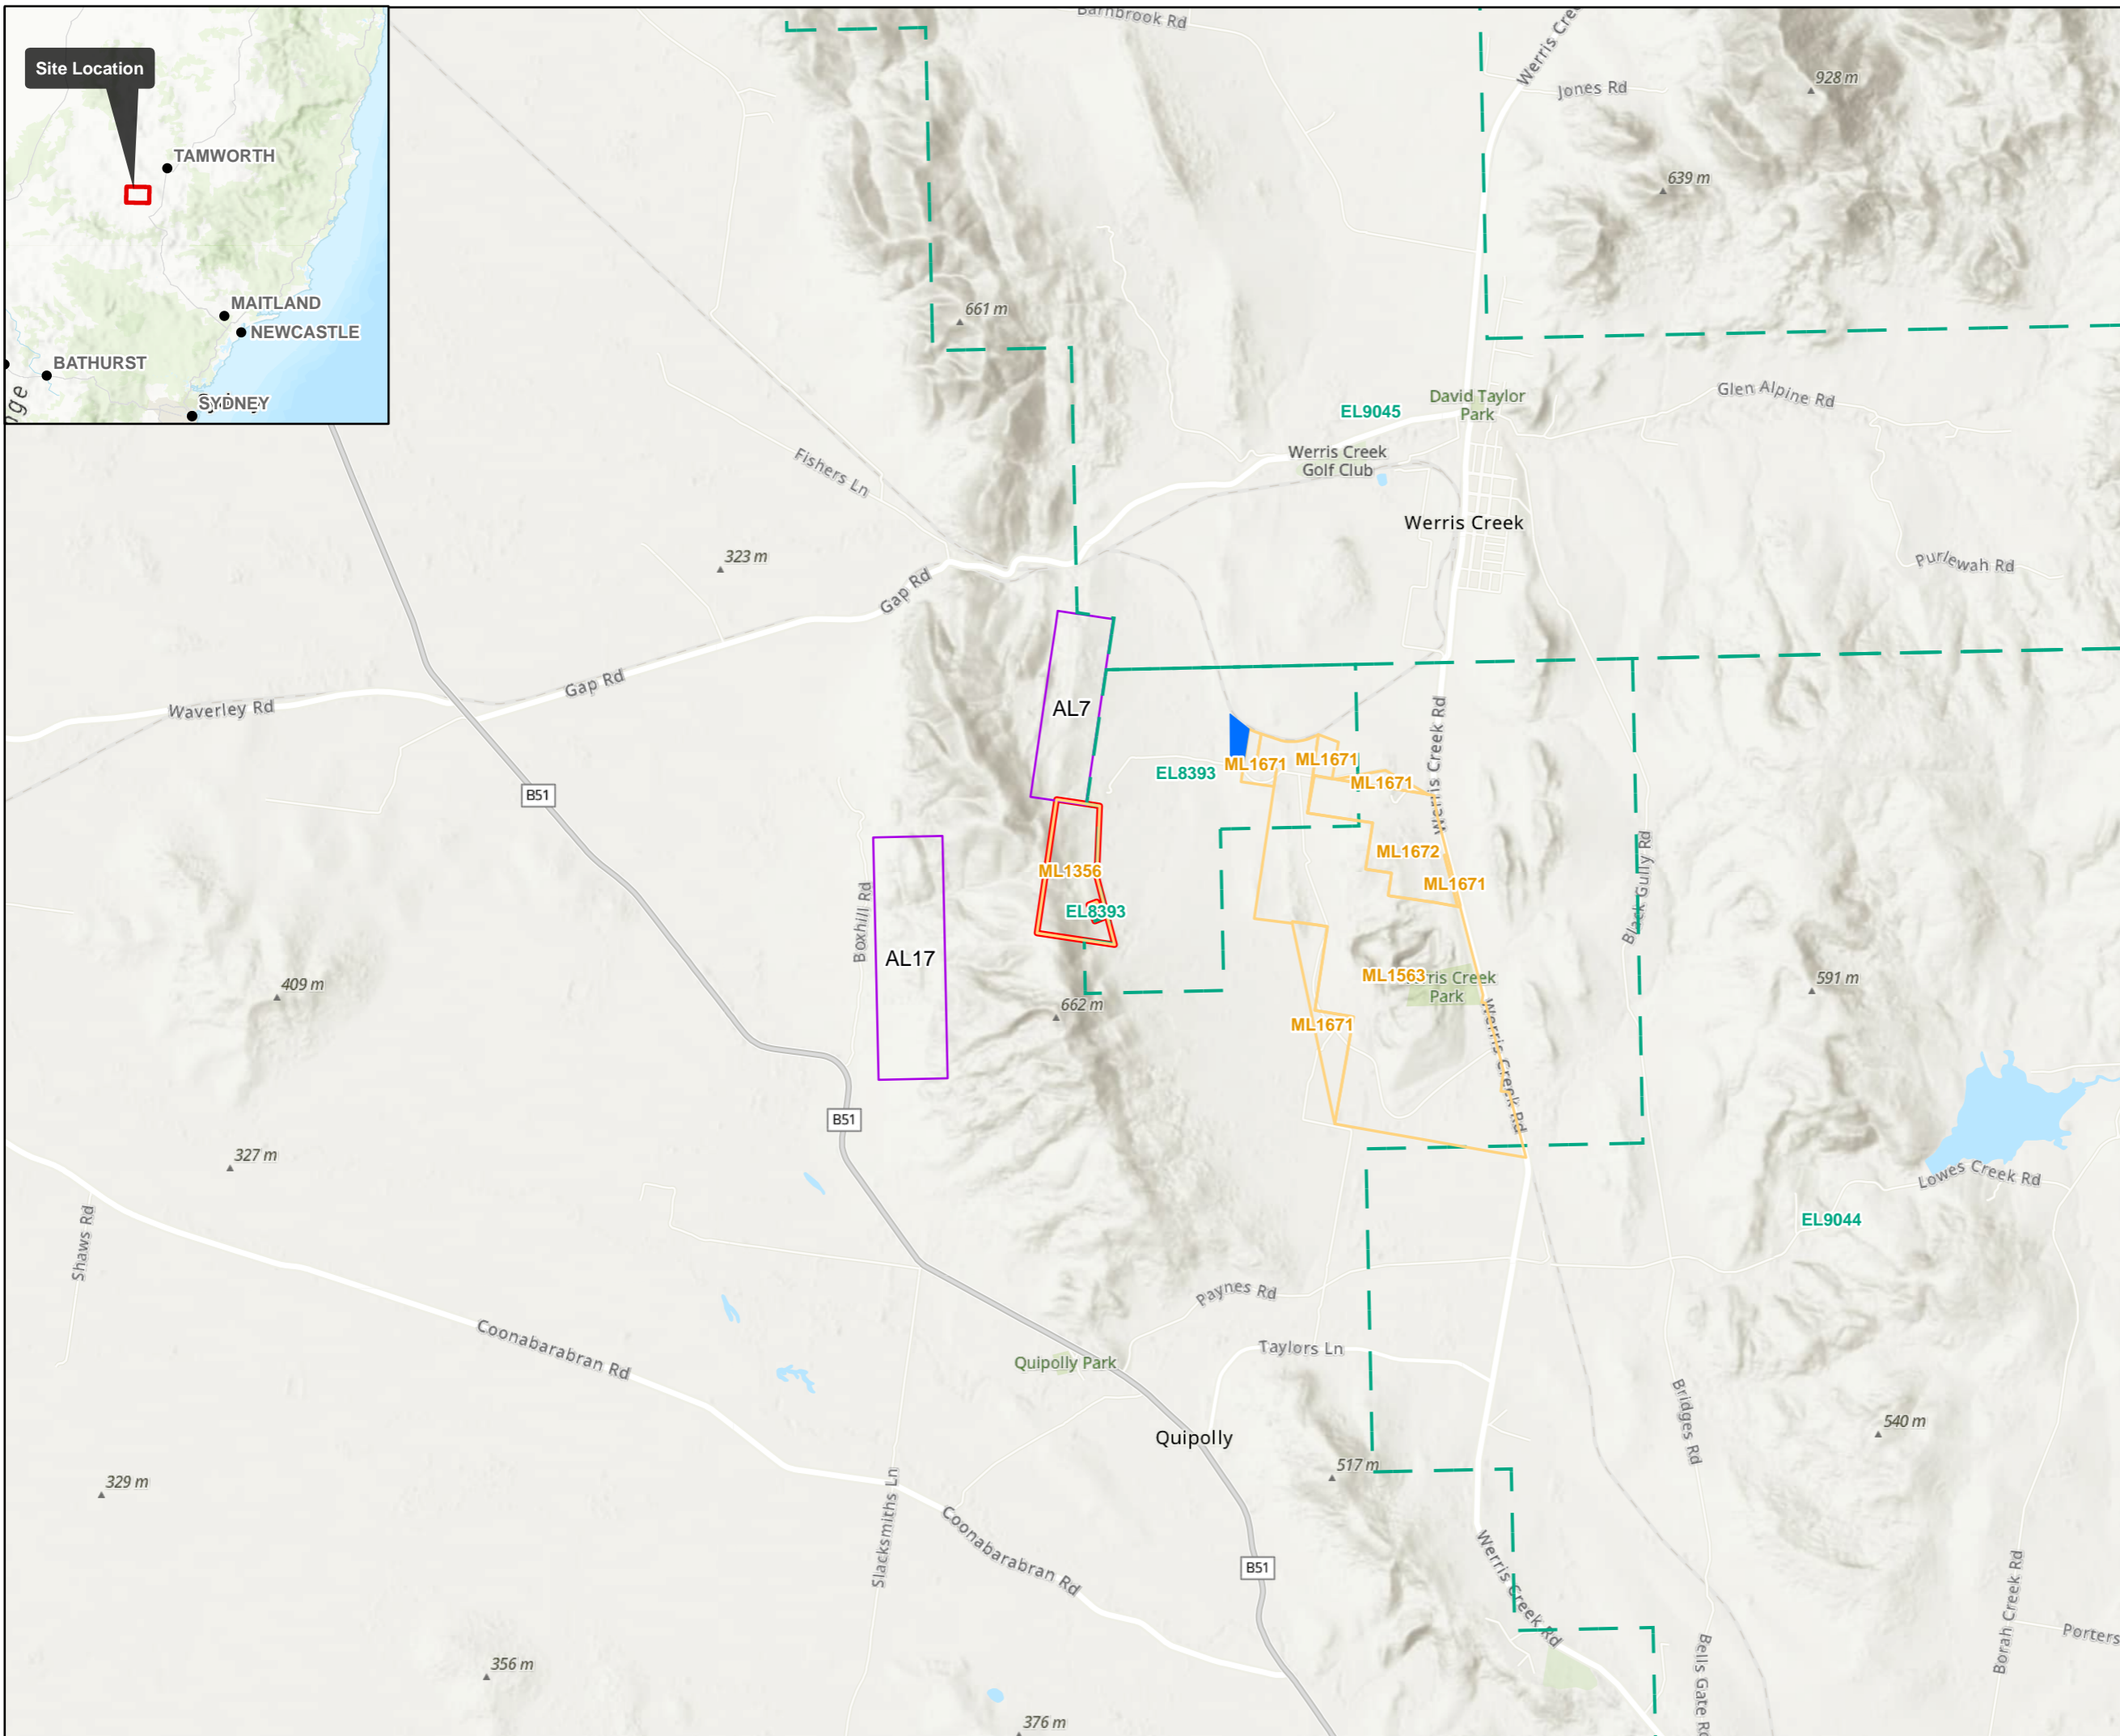 Site Location
TAMWORTH
MAITLAND
NEWCASTLE
BATHURST
SYDNEY
nge
Barnbrook Rd
Werris Cree
Jones Rd
928 m
639 m
661 m
David Taylor
Park
Glen Alpine Rd
EL9045
Werris Creek
Golf Club
Fishers Ln
Werris Creek
323 m
Gap Rd
Purlewah Rd
Gap Rd
Waverley Rd
AL7
Werris Creek Rd
EL8393
ML1671
ML1671
ML1671
B51
ML1356
ML1672
ML1671
Black Gully Rd
EL8393
Boxhill Rd
AL17
409 m
ML1563
rris Creek
Park
591 m
662 m
ML1671
Werris Creek Rd
B51
327 m
Lowes Creek Rd
Shaws Rd
EL9044
Paynes Rd
Coonabarabran Rd
Taylors Ln
Quipolly Park
Bridges Rd
540 m
Quipolly
517 m
329 m
Slacksmiths Ln
Coonabarabran Rd
B51
Werris Creek Rd
Borah Creek Rd
Porters
Bells Gate Rd
356 m
376 m